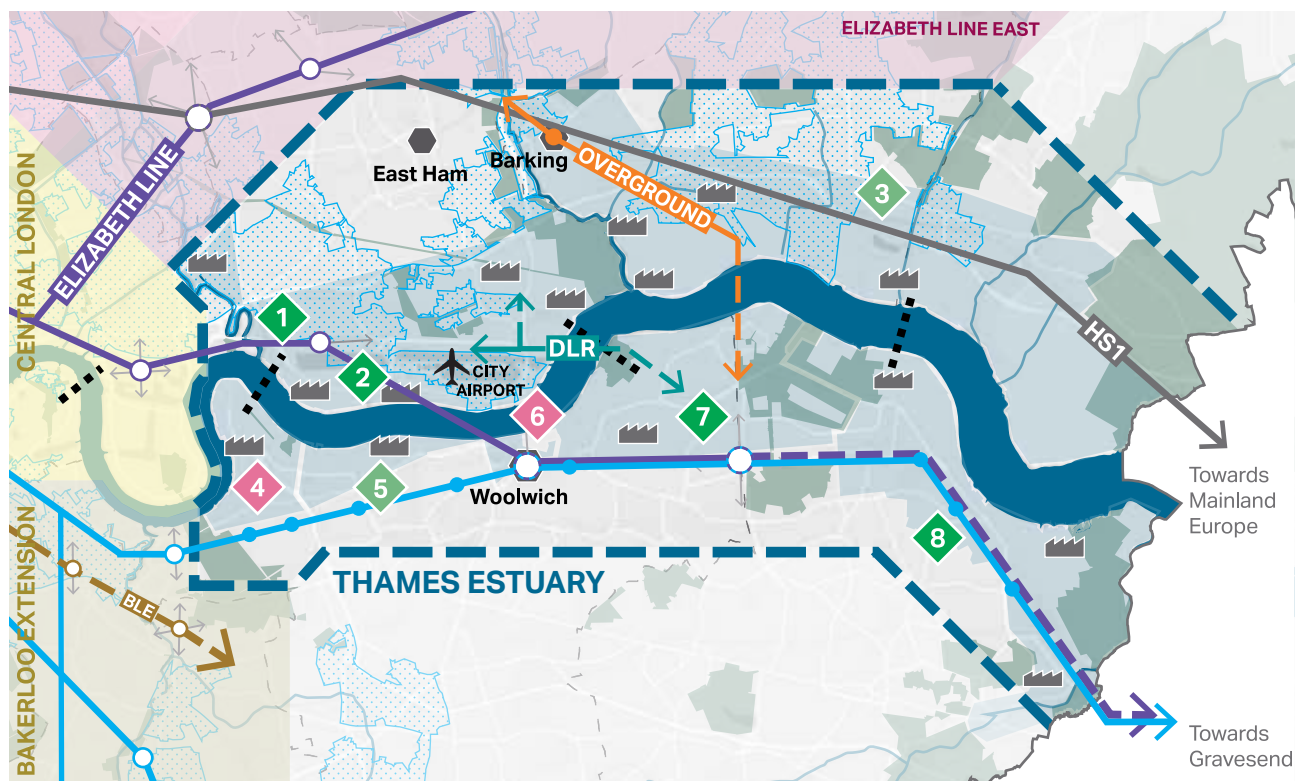 ELIZABETH LINE EAST
CENTRAL LONDON
ELIZABETH LINE
East Ham
Barking
OVERGROUND
3
1
2
DLR
CITY
AIRPORT
HS1
6
7
4
5
Woolwich
Towards
Mainland
Europe
8
THAMES ESTUARY
BAKERLOO EXTENSION
BLE
Towards
Gravesend